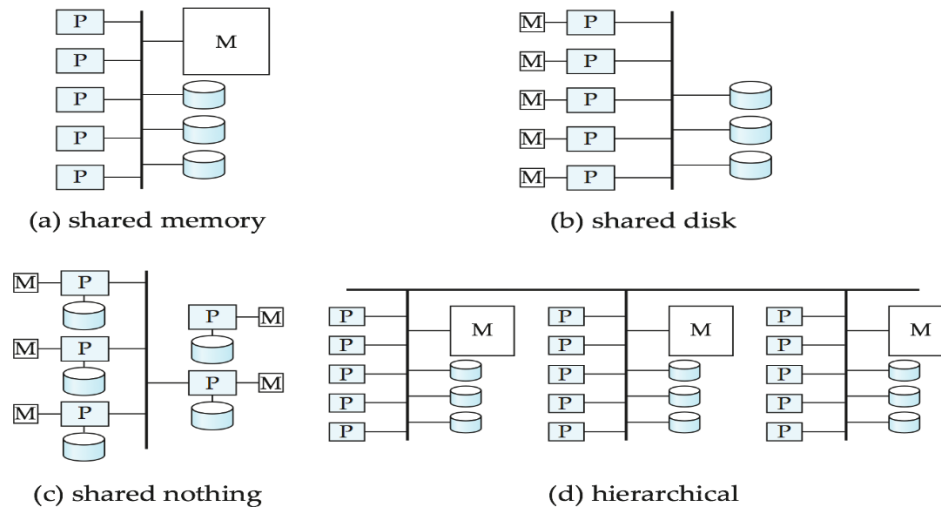 P
M
P
P
P
P
(a) shared memory
M P
M P
M P
M P
M P
(b) shared disk
M P
P M
M P
P M
M P
(c) shared nothing
P M P M P M
P P P
P P P
P P P
P P P
(d) hierarchical